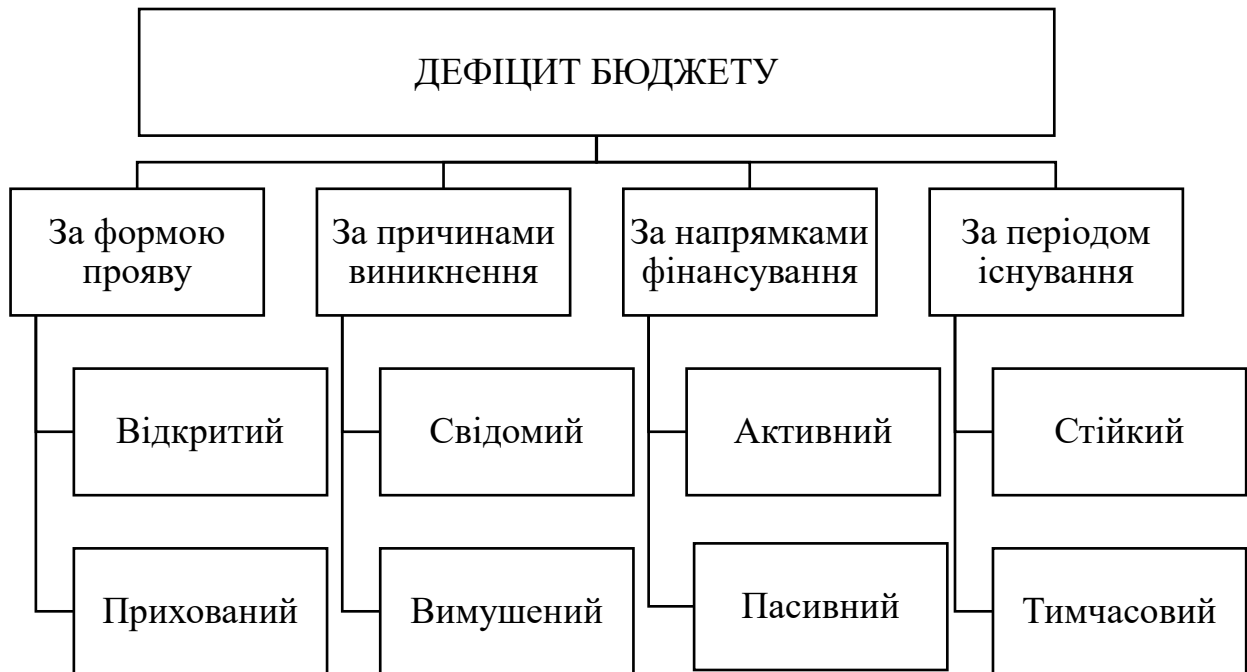 ДЕФІЦИТ БЮДЖЕТУ
За формою
прояву
За причинами
виникнення
За напрямками
фінансування
За періодом
існування
Відкритий
Свідомий
Активний
Стійкий
Прихований
Вимушений
Пасивний
Тимчасовий